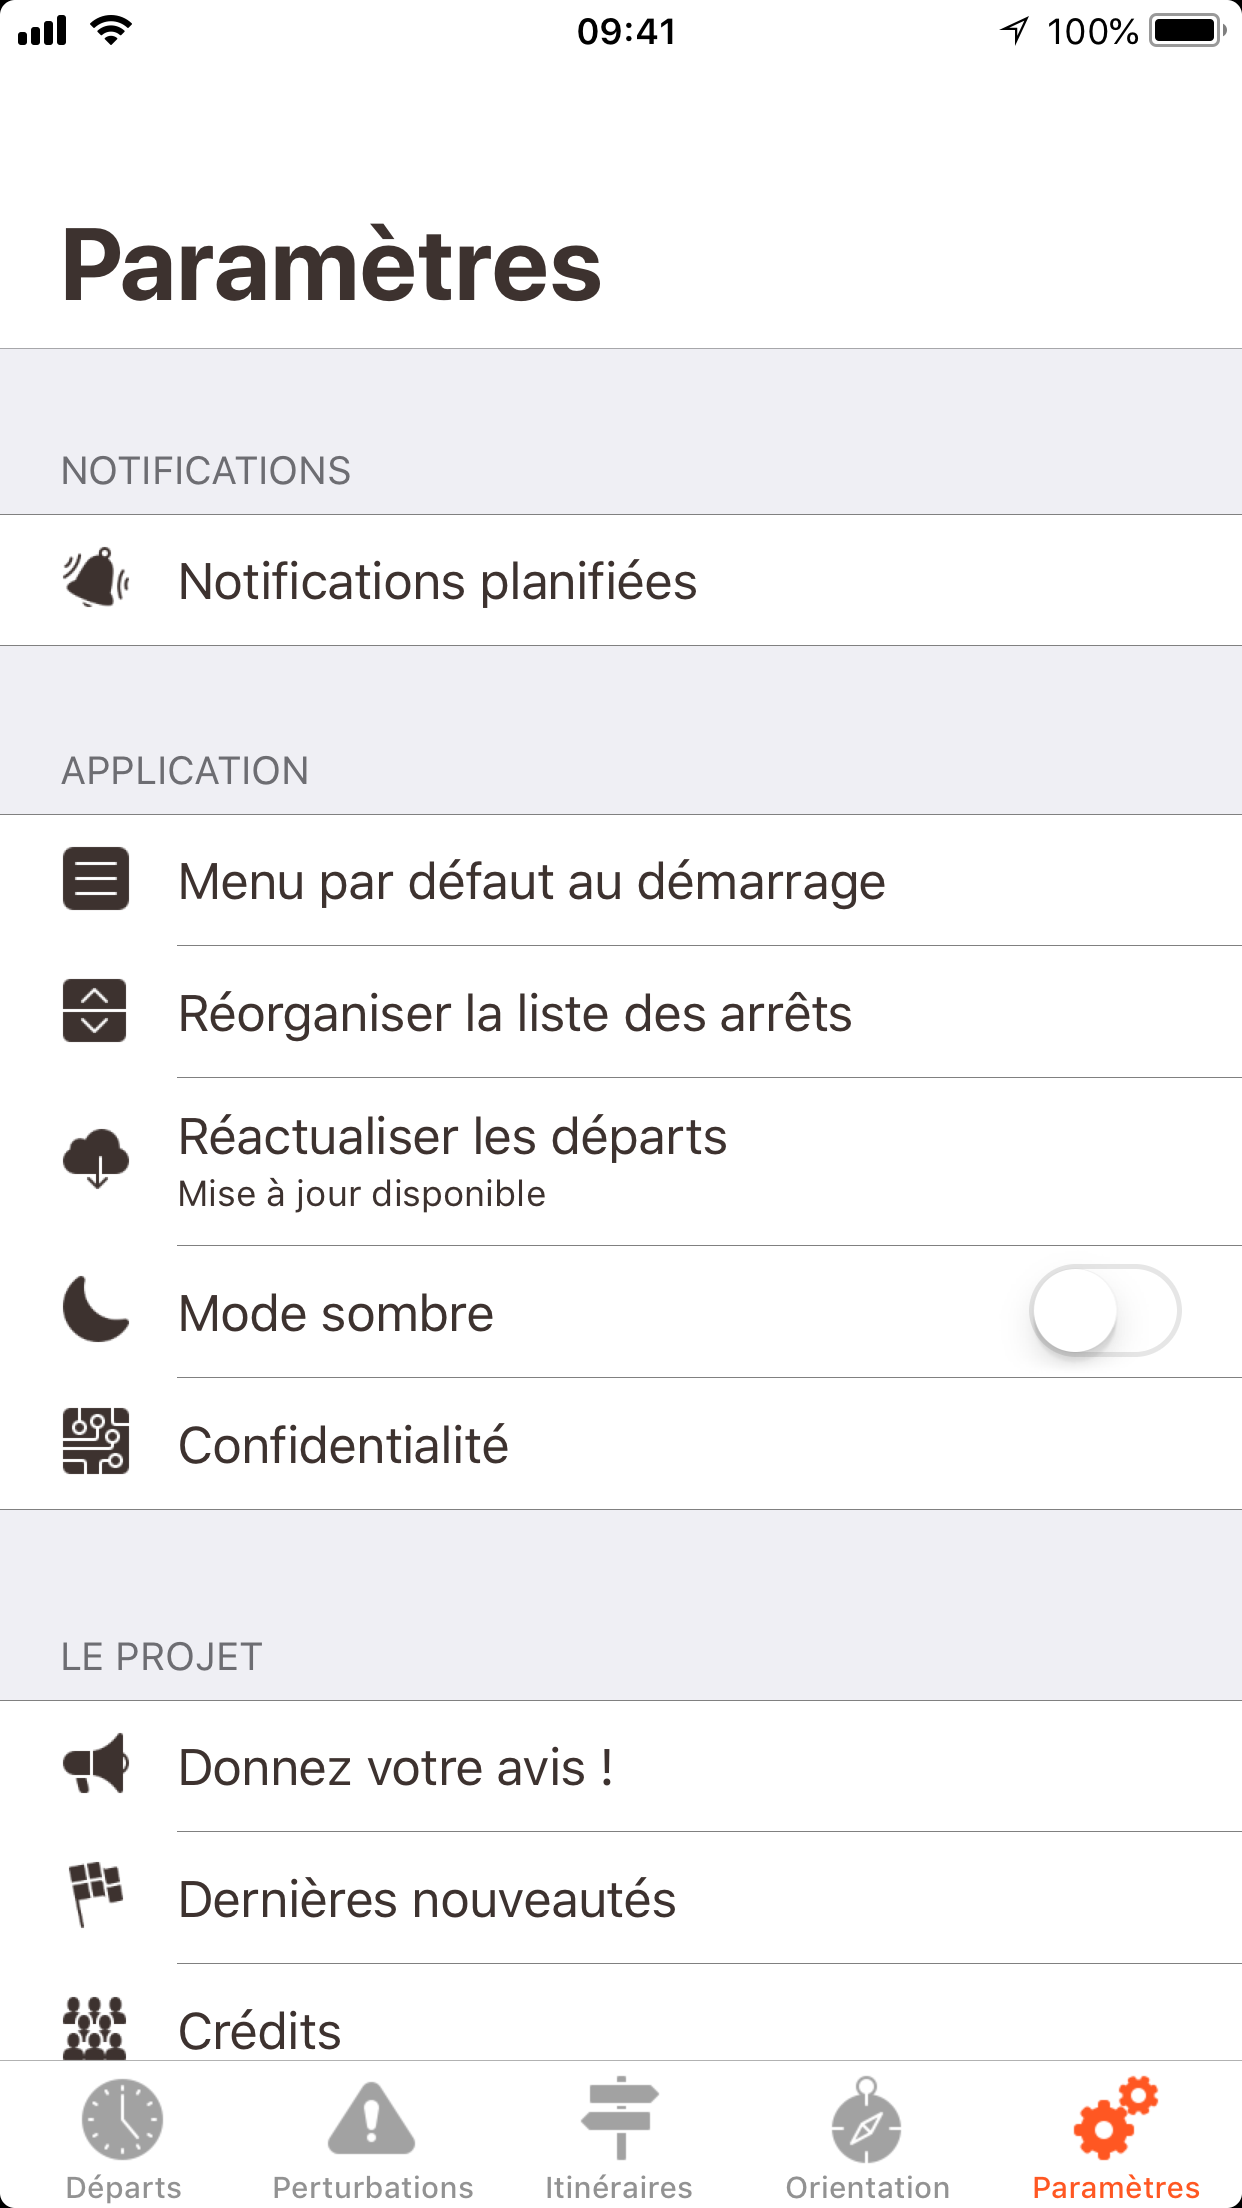 09:41
100%
Paramètres
NOTIFICATIONS
Notifications planifiées
APPLICATION
Menu par défaut au démarrage
Réorganiser la liste des arrêts
Réactualiser les départs
Mise à jour disponible
Mode sombre
Confidentialité
LE PROJET
Donnez votre avis !
Dernières nouveautés
Crédits
Départs
Perturbations
Itinéraires
Orientation
Paramètres